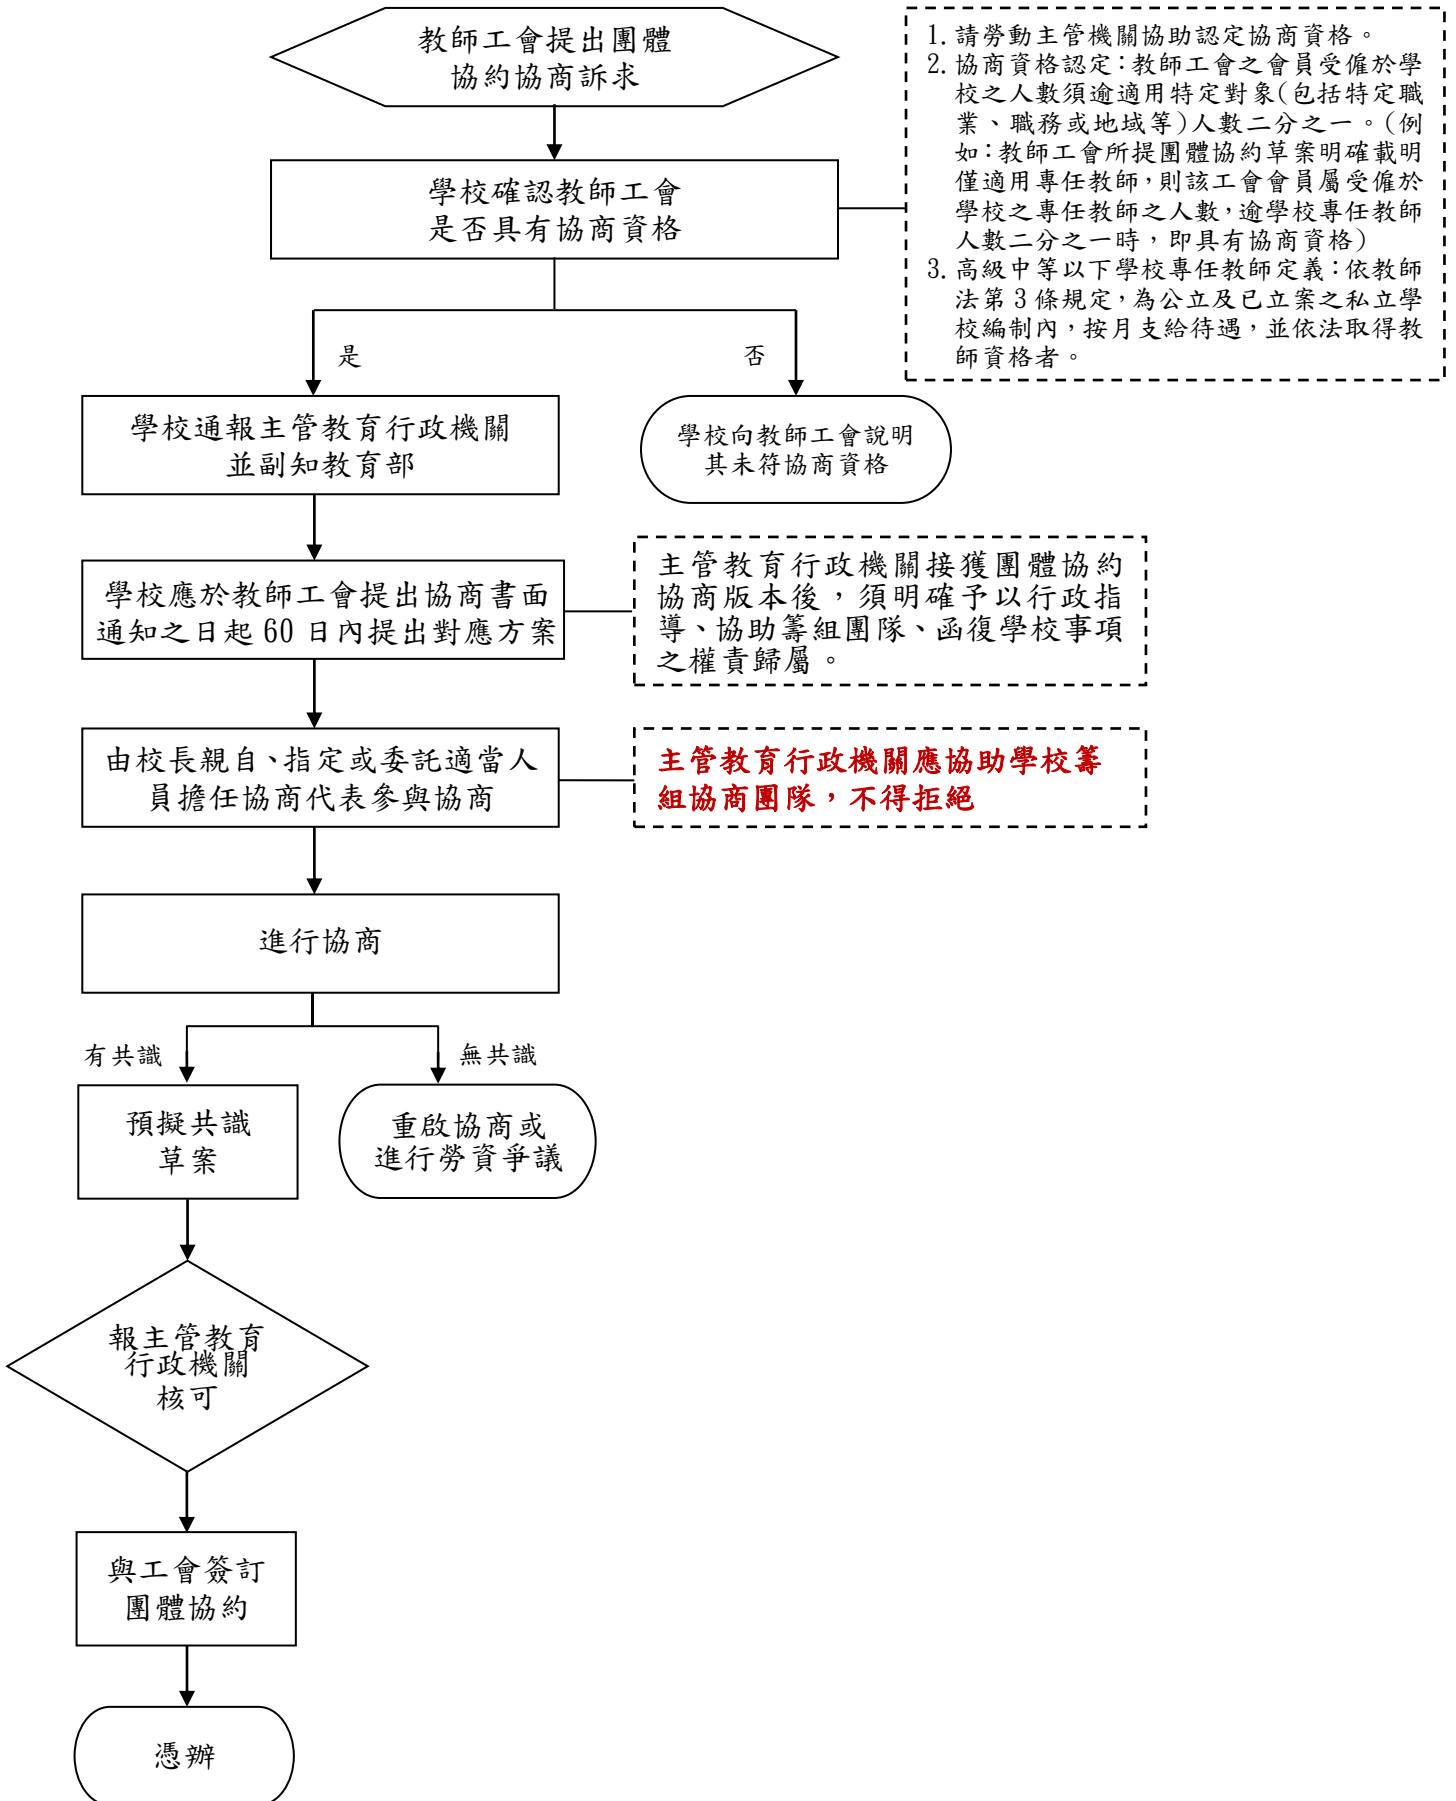 教師工會提出團體
協約協商訴求
1. 請勞動主管機關協助認定協商資格。
2. 協商資格認定：教師工會之會員受僱於學
校之人數須逾適用特定對象(包括特定職
業、職務或地域等)人數二分之一。(例
如：教師工會所提團體協約草案明確載明
僅適用專任教師，則該工會會員屬受僱於
學校之專任教師之人數，逾學校專任教師
人數二分之一時，即具有協商資格)
3. 高級中等以下學校專任教師定義：依教師
法第 3 條規定，為公立及已立案之私立學
校編制內，按月支給待遇，並依法取得教
師資格者。
學校確認教師工會
是否具有協商資格
是
否
學校通報主管教育行政機關
並副知教育部
學校向教師工會說明
其未符協商資格
學校應於教師工會提出協商書面
通知之日起 60 日內提出對應方案
主管教育行政機關接獲團體協約
協商版本後，須明確予以行政指
導、協助籌組團隊、函復學校事項
之權責歸屬。
由校長親自、指定或委託適當人
員擔任協商代表參與協商
主管教育行政機關應協助學校籌
組協商團隊，不得拒絕
進行協商
有共識
無共識
預擬共識
草案
重啟協商或
進行勞資爭議
報主管教育
行政機關
核可
與工會簽訂
團體協約
憑辦